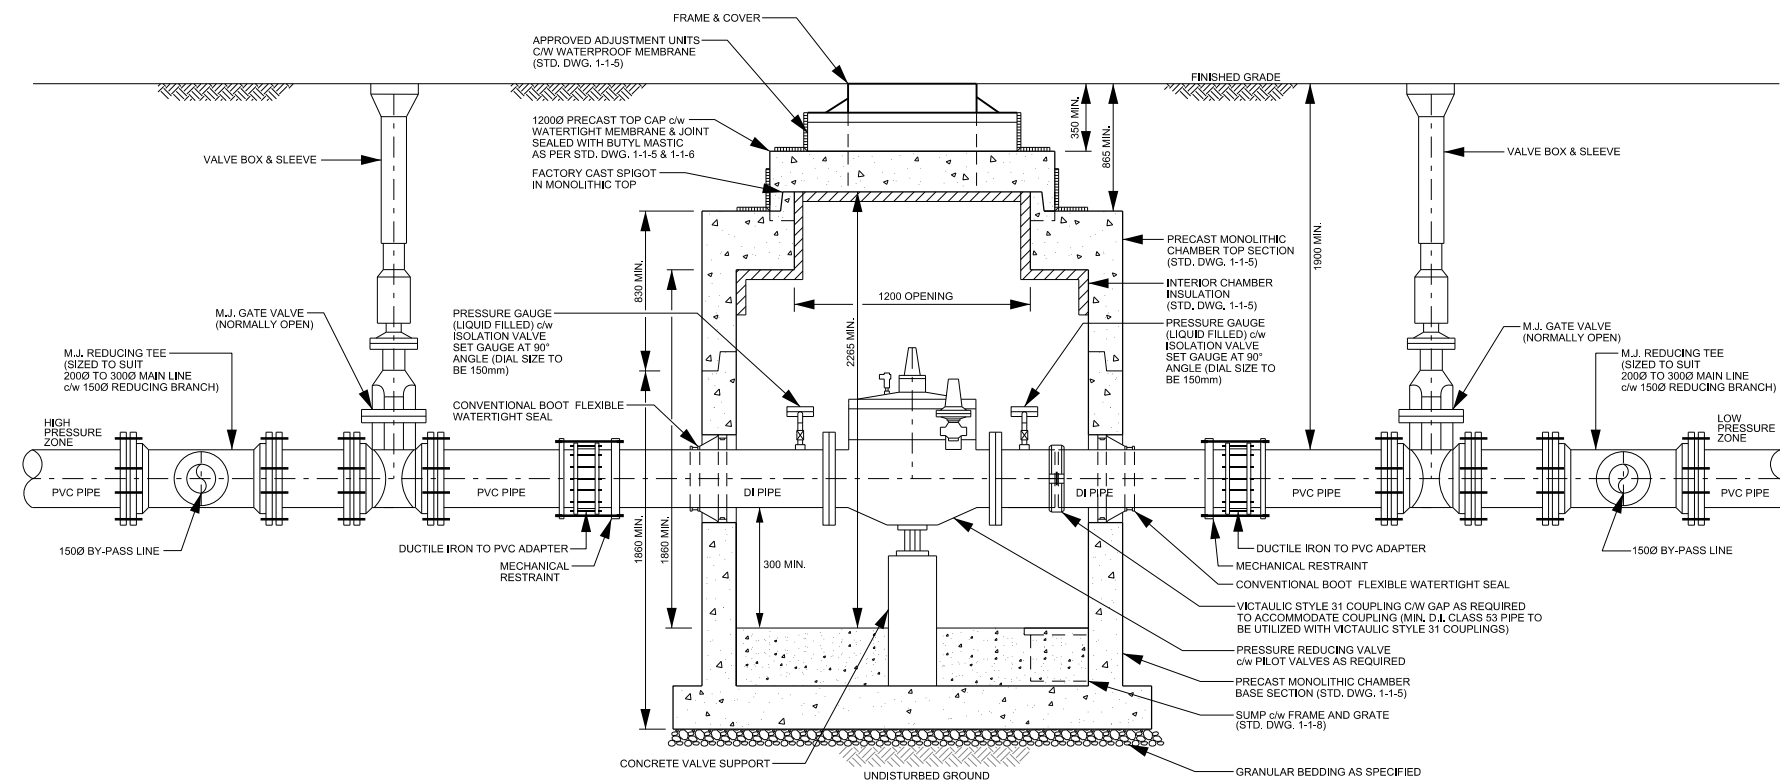 FRAME & COVER
APPROVED ADJUSTMENT UNITS
C/W WATERPROOF MEMBRANE
(STD. DWG. 1-1-5)
FINISHED GRADE
1200Ø PRECAST TOP CAP c/w
WATERTIGHT MEMBRANE & JOINT
SEALED WITH BUTYL MASTIC
AS PER STD. DWG. 1-1-5 & 1-1-6
FACTORY CAST SPIGOT
IN MONOLITHIC TOP
VALVE BOX & SLEEVE
350 MIN.
865 MIN.
VALVE BOX & SLEEVE
1900 MIN.
PRECAST MONOLITHIC
CHAMBER TOP SECTION
(STD. DWG. 1-1-5)
INTERIOR CHAMBER
INSULATION
(STD. DWG. 1-1-5)
830 MIN.
1200 OPENING
2265 MIN.
M.J. GATE VALVE
(NORMALLY OPEN)
PRESSURE GAUGE
(LIQUID FILLED) c/w
ISOLATION VALVE
SET GAUGE AT 90°
ANGLE (DIAL SIZE TO
BE 150mm)
PRESSURE GAUGE
(LIQUID FILLED) c/w
ISOLATION VALVE
SET GAUGE AT 90°
ANGLE (DIAL SIZE TO
BE 150mm)
M.J. GATE VALVE
(NORMALLY OPEN)
M.J. REDUCING TEE
(SIZED TO SUIT
200Ø TO 300Ø MAIN LINE
c/w 150Ø REDUCING BRANCH)
M.J. REDUCING TEE
(SIZED TO SUIT
200Ø TO 300Ø MAIN LINE
c/w 150Ø REDUCING BRANCH)
CONVENTIONAL BOOT FLEXIBLE
WATERTIGHT SEAL
HIGH
PRESSURE
ZONE
LOW
PRESSURE
ZONE
PVC PIPE
PVC PIPE
DI PIPE
DI PIPE
PVC PIPE
PVC PIPE
150Ø BY-PASS LINE
DUCTILE IRON TO PVC ADAPTER
MECHANICAL
RESTRAINT
1860 MIN.
1860 MIN.
300 MIN.
DUCTILE IRON TO PVC ADAPTER
MECHANICAL RESTRAINT
150Ø BY-PASS LINE
CONVENTIONAL BOOT FLEXIBLE WATERTIGHT SEAL
VICTAULIC STYLE 31 COUPLING C/W GAP AS REQUIRED
TO ACCOMMODATE COUPLING (MIN. D.I. CLASS 53 PIPE TO
BE UTILIZED WITH VICTAULIC STYLE 31 COUPLINGS)
PRESSURE REDUCING VALVE
c/w PILOT VALVES AS REQUIRED
PRECAST MONOLITHIC CHAMBER
BASE SECTION (STD. DWG. 1-1-5)
SUMP c/w FRAME AND GRATE
(STD. DWG. 1-1-8)
CONCRETE VALVE SUPPORT
UNDISTURBED GROUND
GRANULAR BEDDING AS SPECIFIED